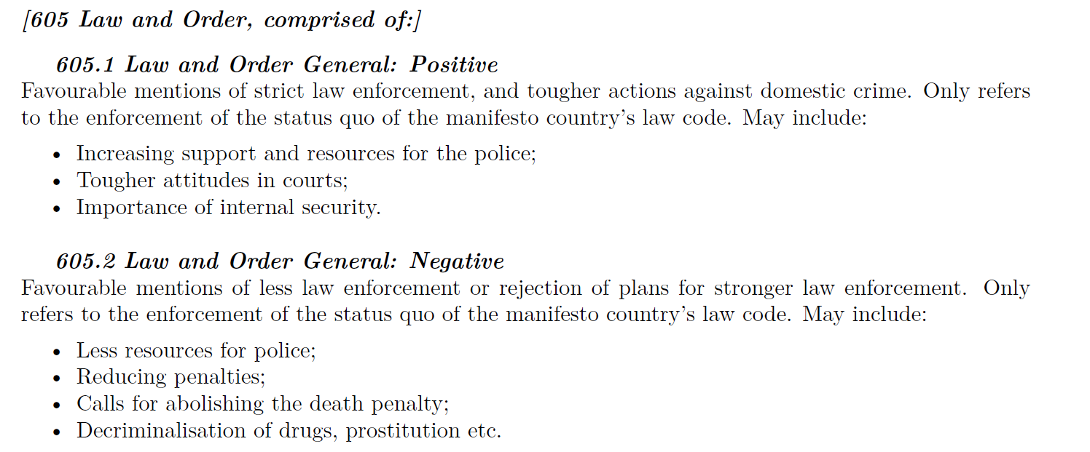 [605 Law and Order, comprised of:]
605.1 Law and Order General: Positive
Favourable mentions of strict law enforcement, and tougher actions against domestic crime. Only refers
to the enforcement of the status quo of the manifesto country's law code. May include:
• Increasing support and resources for the police;
• Tougher attitudes in courts;
• Importance of internal security.
605.2 Law and Order General: Negative
Favourable mentions of less law enforcement or rejection of plans for stronger law enforcement. Only
refers to the enforcement of the status quo of the manifesto country's law code. May include:
• Less resources for police;
• Reducing penalties;
• Calls for abolishing the death penalty;
• Decriminalisation of drugs, prostitution etc.